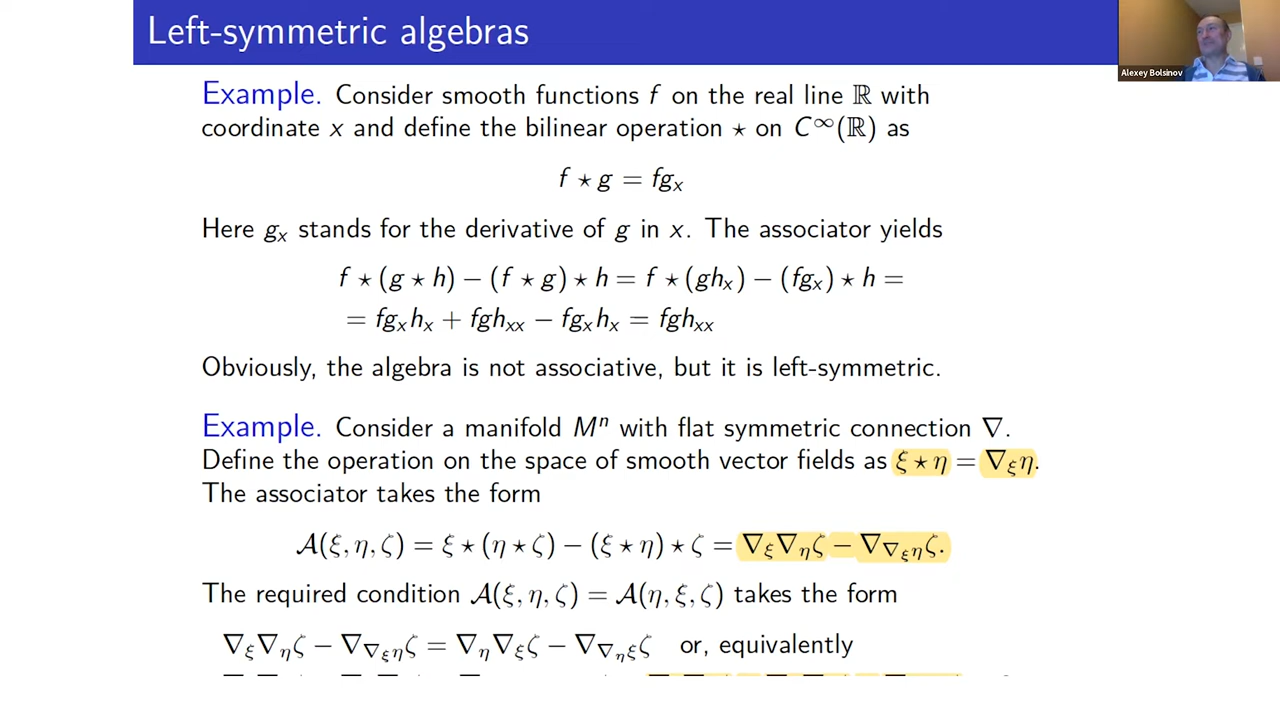 Left-symmetric algebras
Alexey Bolsinov
Example. Consider smooth functions f on the real line ℝ with
coordinate x and define the bilinear operation ⋆ on C^∞(ℝ) as
f ⋆ g = fg_x
Here g_x stands for the derivative of g in x. The associator yields
f ⋆ (g ⋆ h) − (f ⋆ g) ⋆ h = f ⋆ (gh_x) − (fg_x) ⋆ h =
= fg_xh_x + fgh_xx − fg_xh_x = fgh_xx
Obviously, the algebra is not associative, but it is left-symmetric.
Example. Consider a manifold M^n with flat symmetric connection ∇.
Define the operation on the space of smooth vector fields as ξ ⋆ η = ∇_ξη.
The associator takes the form
𝒜(ξ, η, ζ) = ξ ⋆ (η ⋆ ζ) − (ξ ⋆ η) ⋆ ζ = ∇_ξ∇_ηζ − ∇_{∇_ξη}ζ.
The required condition 𝒜(ξ, η, ζ) = 𝒜(η, ξ, ζ) takes the form
∇_ξ∇_ηζ − ∇_{∇_ξη}ζ = ∇_η∇_ξζ − ∇_{∇_ηξ}ζ or, equivalently